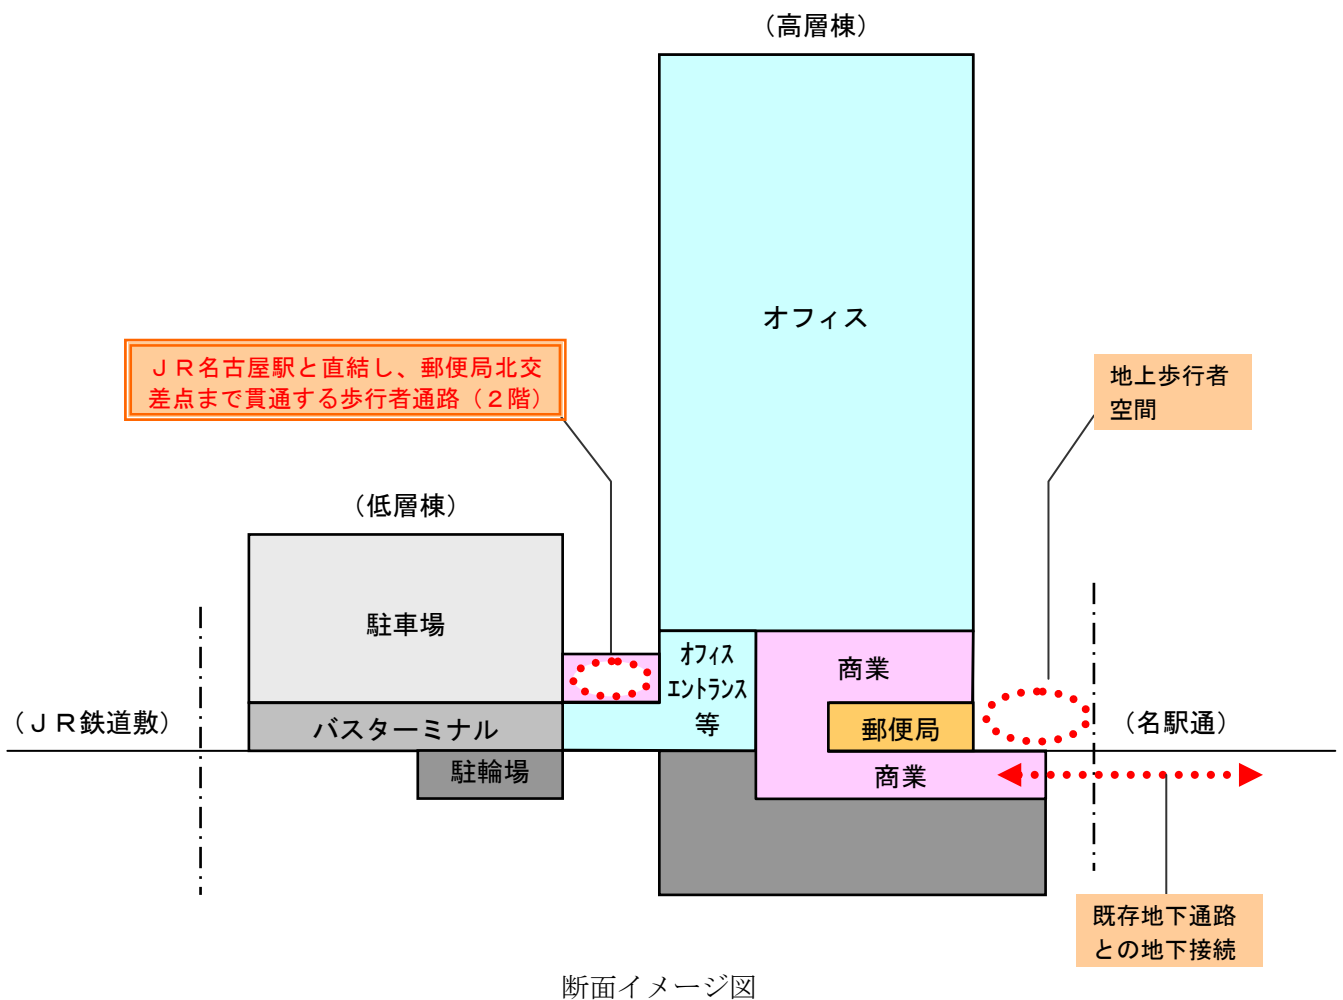 （高層棟）
オフィス
ＪＲ名古屋駅と直結し、郵便局北交
差点まで貫通する歩行者通路（２階）
地上歩行者
空間
（低層棟）
駐車場
ｵﾌｨｽ
ｴﾝﾄﾗﾝｽ
等
商業
（ＪＲ鉄道敷）
バスターミナル
郵便局
（名駅通）
駐輪場
商業
既存地下通路
との地下接続
断面イメージ図